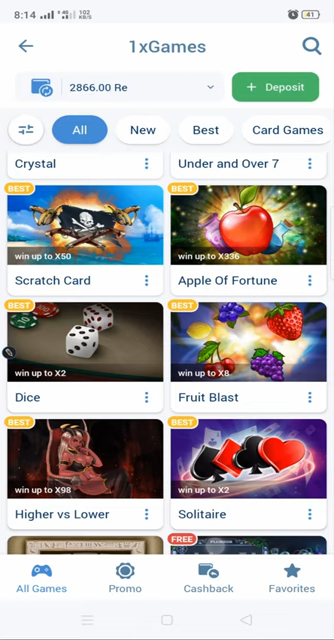 8:14
4G
102
KB/S
41
1xGames
2866.00 Re
+ Deposit
All
New
Best
Card Games
Crystal
Under and Over 7
BEST
win up to X50
Scratch Card
BEST
win up to X336
Apple Of Fortune
BEST
win up to X2
Dice
BEST
win up to X8
Fruit Blast
BEST
win up to X98
Higher vs Lower
BEST
win up to X2
Solitaire
FREE
All Games
Promo
Cashback
Favorites